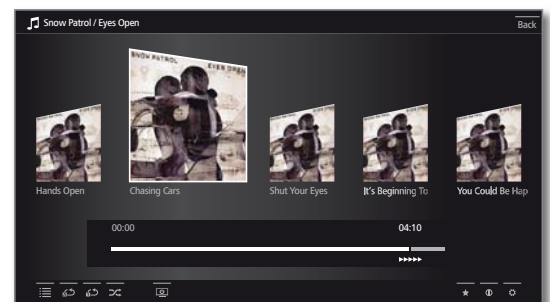 Snow Patrol / Eyes Open
Back
SNOW PATROL EYES OPEN
Hands Open
Chasing Cars
Shut Your Eyes
It's Beginning To
You Could Be Hap
00:00 04:10